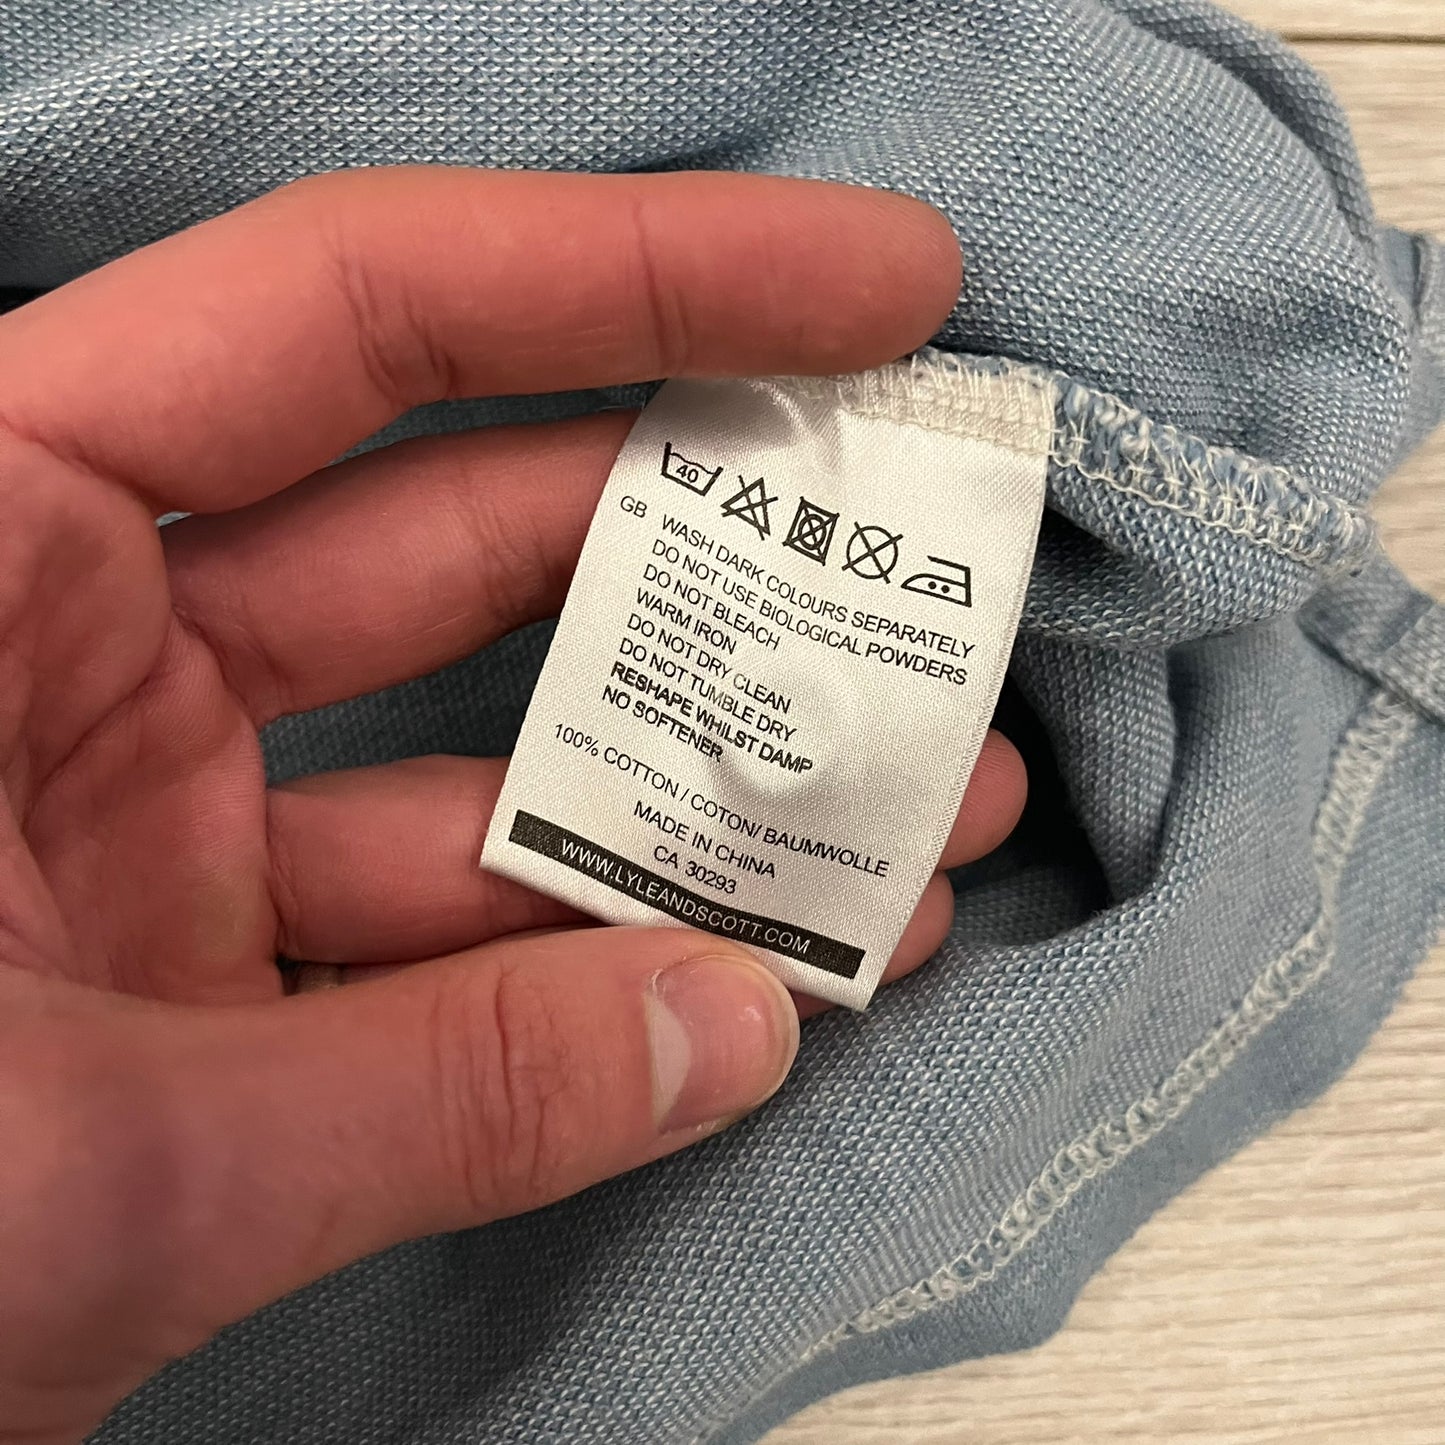 40
GB WASH DARK COLOURS SEPARATELY
DO NOT USE BIOLOGICAL POWDERS
DO NOT BLEACH
WARM IRON
DO NOT DRY CLEAN
DO NOT TUMBLE DRY
RESHAPE WHILST DAMP
NO SOFTENER
100% COTTON / COTON/ BAUMWOLLE
MADE IN CHINA
CA 30293
WWW.LYLEANDSCOTT.COM